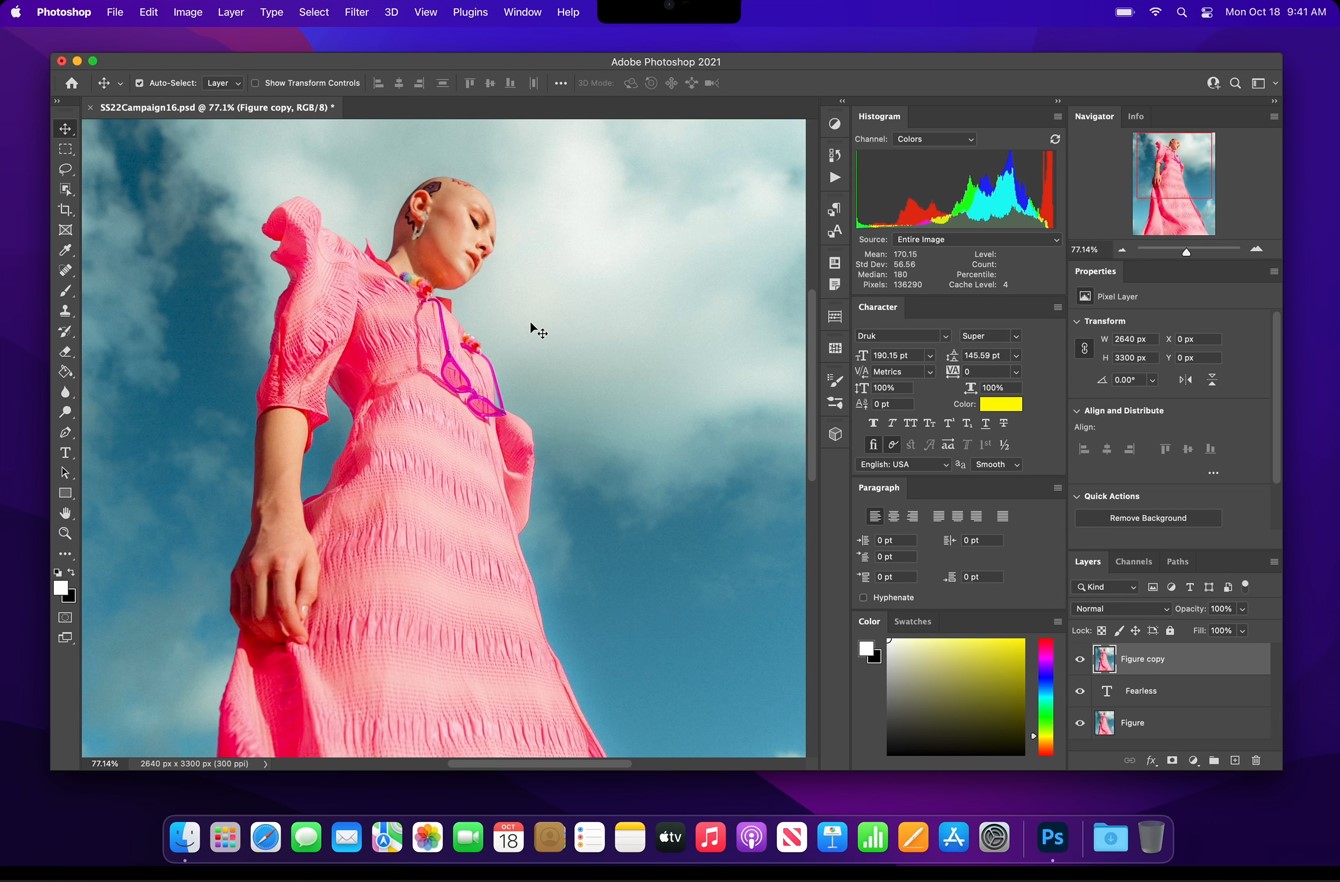 Photoshop File Edit Image Layer Type Select Filter 3D View Plugins Window Help Mon Oct 18 9:41 AM
Adobe Photoshop 2021
Auto-Select: Layer Show Transform Controls 3D Mode:
SS22Campaign16.psd @ 77.1% (Figure copy, RGB/8) *
Histogram
Channel: Colors
Source: Entire Image
Mean: 170.15 Level:
Std Dev: 56.56 Count:
Median: 180 Percentile:
Pixels: 136290 Cache Level: 4
Character
Druk Super
190.15 pt 145.59 pt
Metrics 0
100% 100%
0 pt Color:
English: USA Smooth
Paragraph
0 pt 0 pt
0 pt
0 pt 0 pt
Hyphenate
Color Swatches
Navigator Info
77.14%
Properties
Pixel Layer
Transform
W 2640 px X 0 px
H 3300 px Y 0 px
0.00°
Align and Distribute
Align:
Quick Actions
Remove Background
Layers Channels Paths
Kind
Normal Opacity: 100%
Lock: Fill: 100%
Figure copy
Fearless
Figure
77.14% 2640 px x 3300 px (300 ppi)
OCT
18
tv
Ps